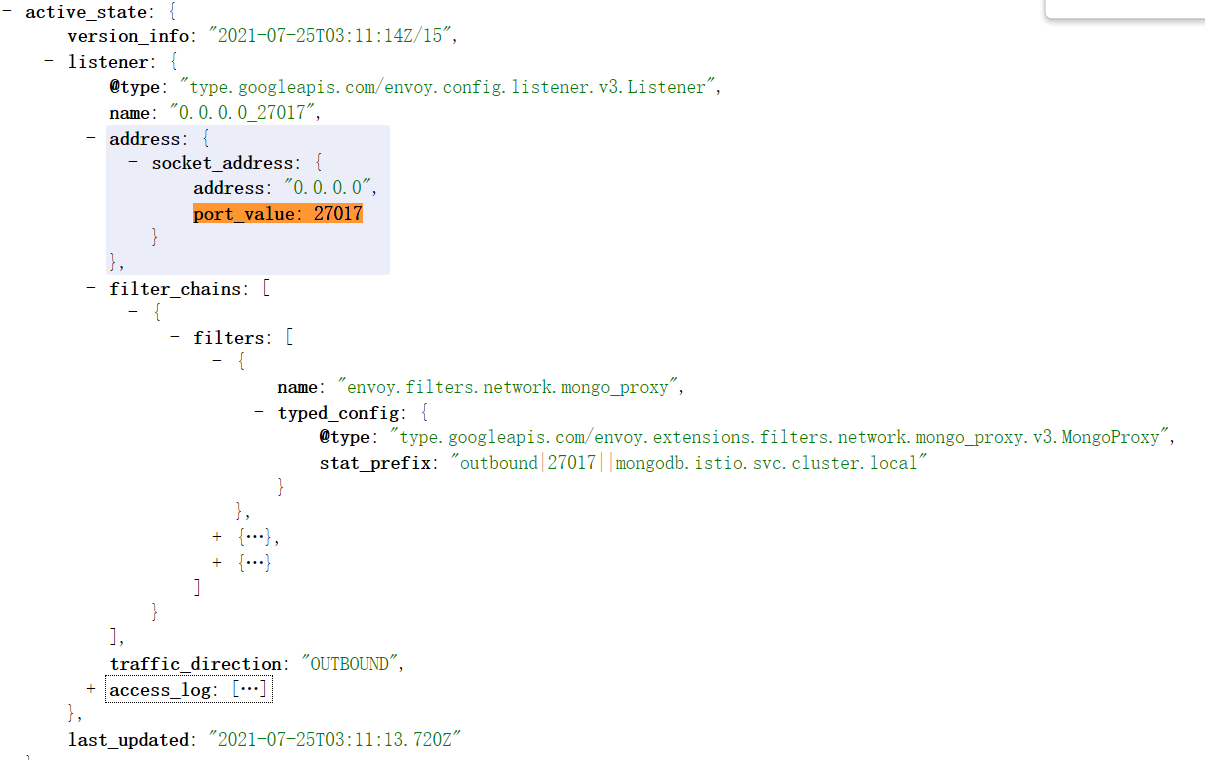 - active_state: {
version_info: "2021-07-25T03:11:14Z/15",
- listener: {
@type: "type.googleapis.com/envoy.config.listener.v3.Listener",
name: "0.0.0.0_27017",
- address: {
- socket_address: {
address: "0.0.0.0",
port_value: 27017
}
},
- filter_chains: [
- {
- filters: [
- {
name: "envoy.filters.network.mongo_proxy",
- typed_config: {
@type: "type.googleapis.com/envoy.extensions.filters.network.mongo_proxy.v3.MongoProxy",
stat_prefix: "outbound|27017||mongodb.istio.svc.cluster.local"
}
},
+ {…},
+ {…}
]
}
],
traffic_direction: "OUTBOUND",
+ access_log: […]
},
last_updated: "2021-07-25T03:11:13.720Z"